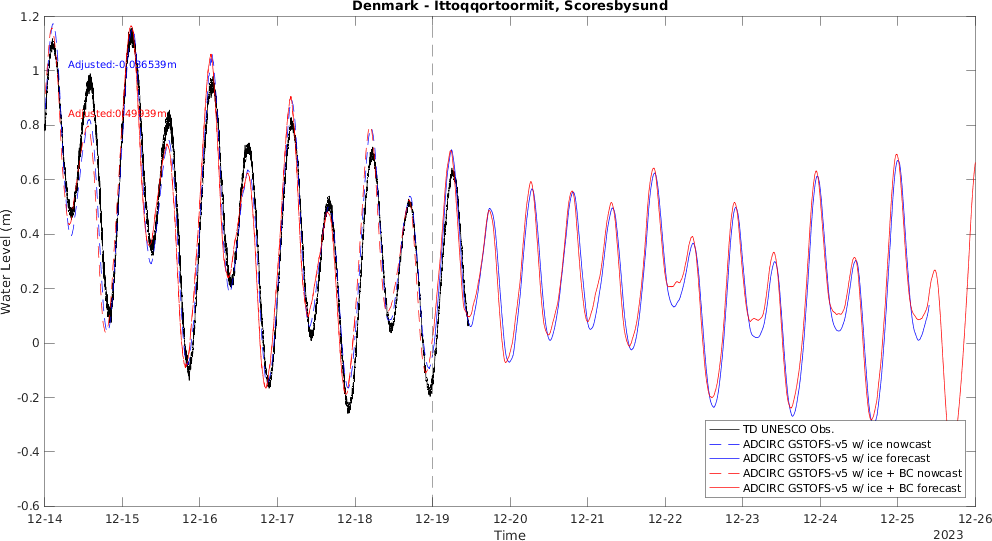 Denmark - Ittoqqortoormiit, Scoresbysund
1.2
1
0.8
0.6
0.4
0.2
0
-0.2
-0.4
-0.6
Water Level (m)
Adjusted:-0.086539m
Adjusted:0.49939m
TD UNESCO Obs.
ADCIRC GSTOFS-v5 w/ ice nowcast
ADCIRC GSTOFS-v5 w/ ice forecast
ADCIRC GSTOFS-v5 w/ ice + BC nowcast
ADCIRC GSTOFS-v5 w/ ice + BC forecast
12-14 12-15 12-16 12-17 12-18 12-19 12-20 12-21 12-22 12-23 12-24 12-25 12-26
Time
2023